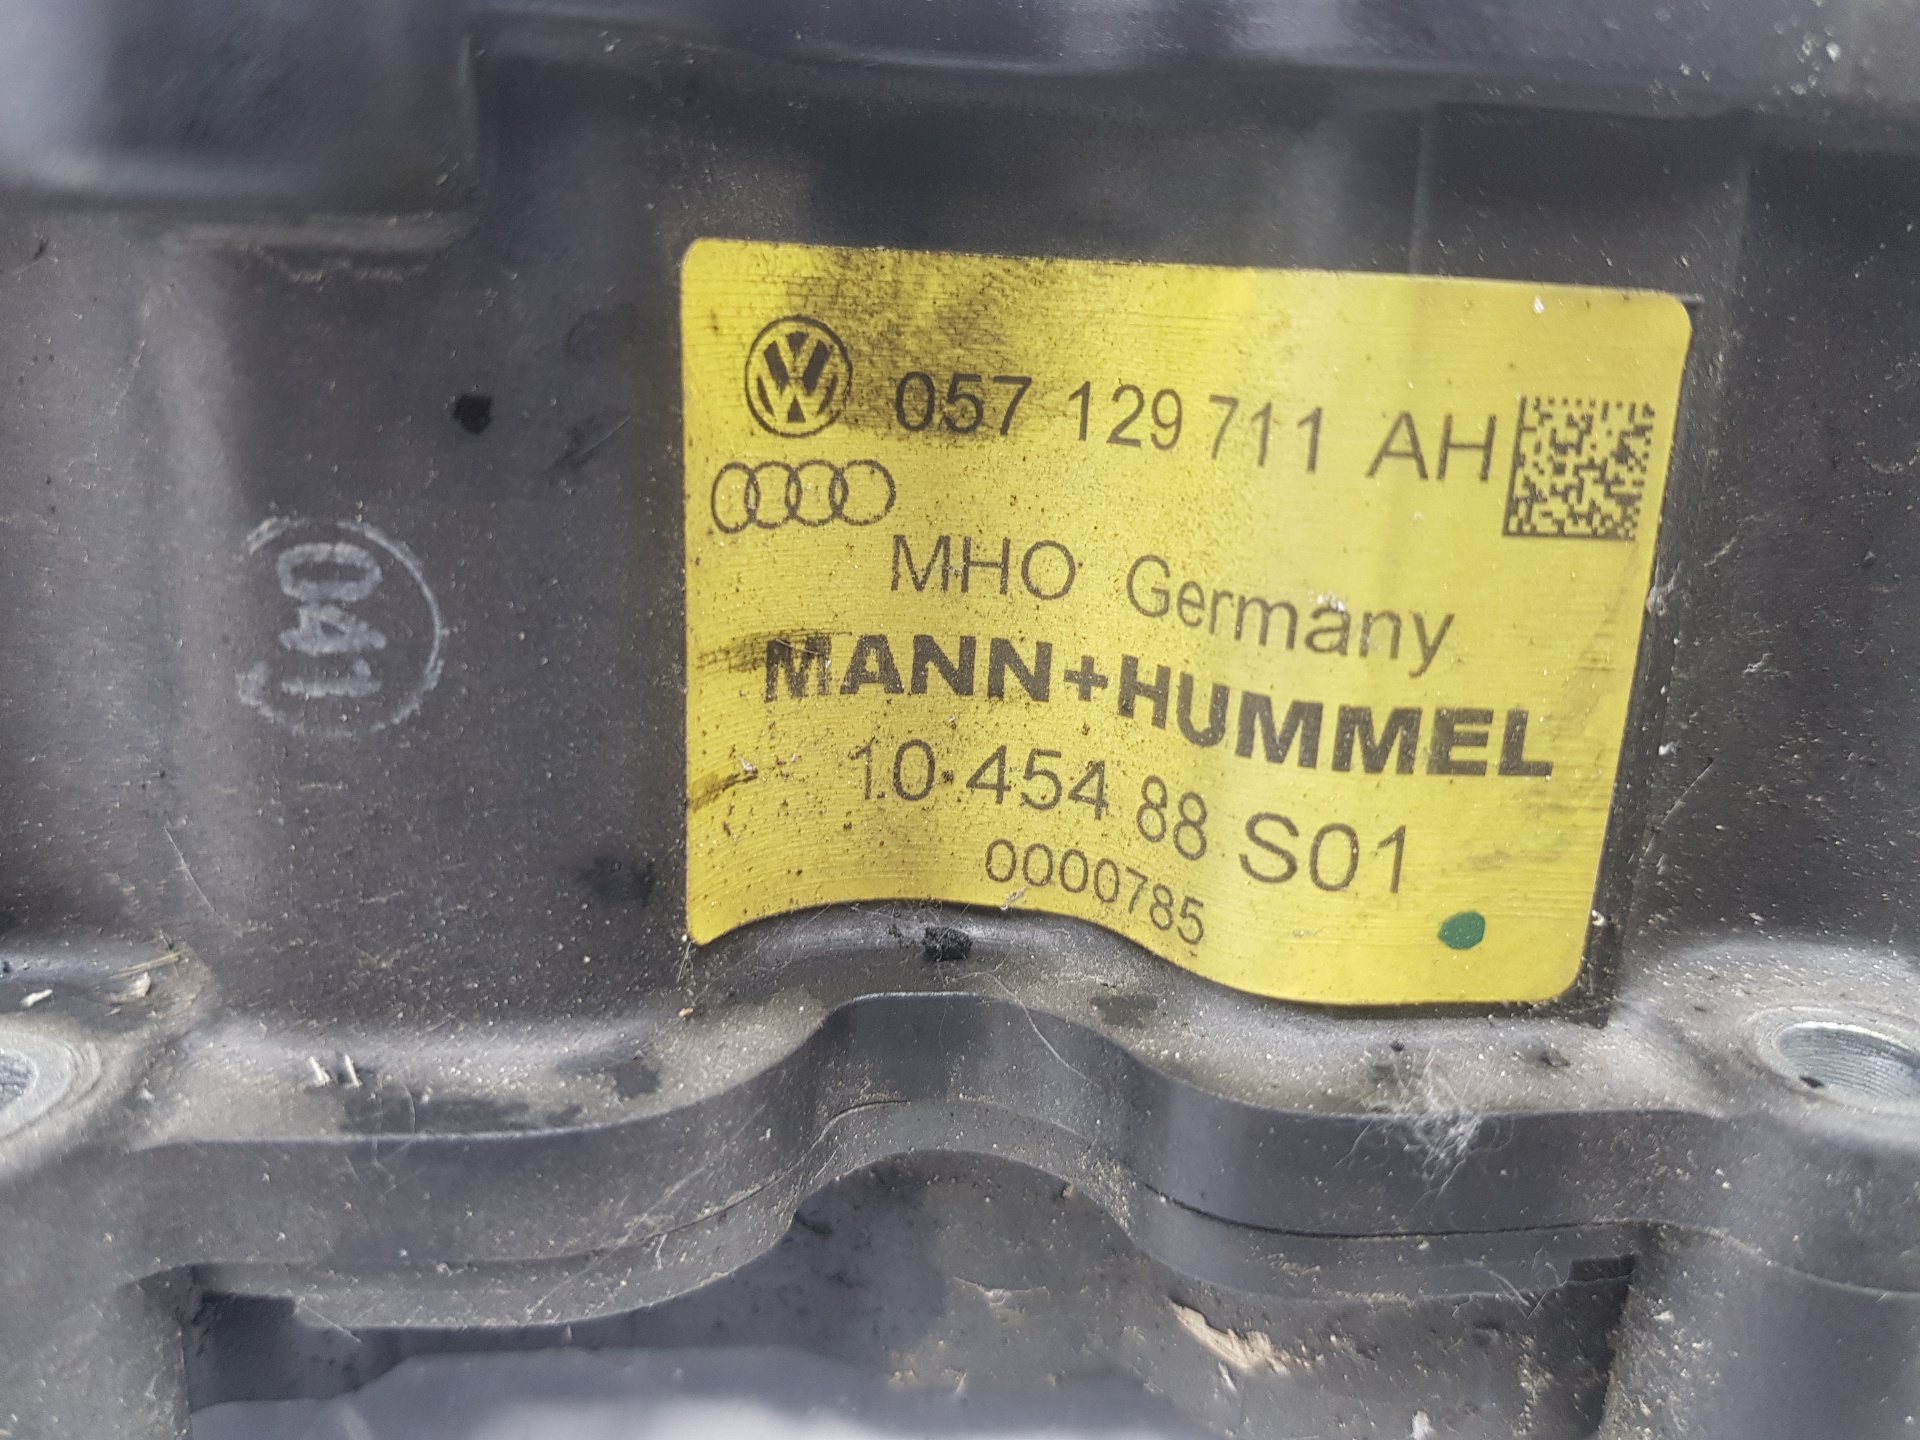 057 129 711 AH
MHO Germany
MANN+HUMMEL
10.454 88 S01
0000785
041